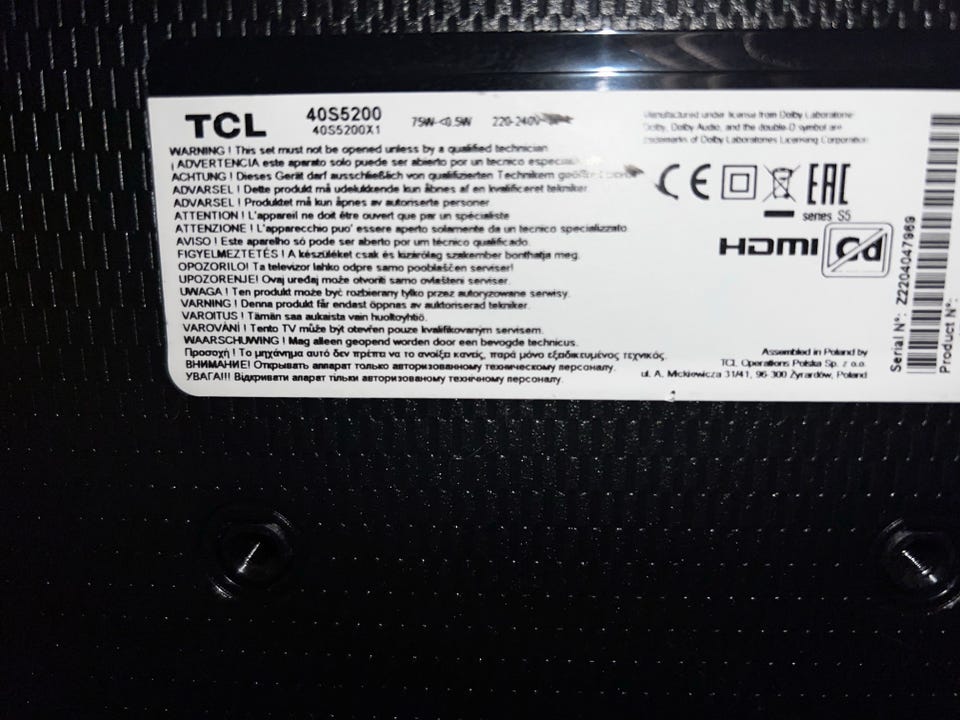 TCL
40S5200
40S5200X1
75W-<0.5W 220-240V~
Manufactured under license from Dolby Laboratories.
Dolby, Dolby Audio, and the double-D symbol are
trademarks of Dolby Laboratories Licensing Corporation
WARNING ! This set must not be opened unless by a qualified technician
¡ ADVERTENCIA este aparato solo puede ser abierto por un tecnico
ACHTUNG ! Dieses Gerät darf ausschließlich von qualifizierten Technikern
ADVARSEL ! Dette produkt må udelukkende kun åbnes af en kvalificeret tekniker.
ADVARSEL ! Produktet må kun åpnes av autoriserte personer
ATTENTION ! L'appareil ne doit être ouvert que par un spécialiste
ATTENZIONE ! L'apparecchio puo' essere aperto solamente da un tecnico specializzato.
AVISO ! Este aparelho só pode ser aberto por um técnico qualificado.
FIGYELMEZTETÉS ! A készüléket csak és kizárólag szakember bonthatja meg.
OPOZORILO! Ta televizor lahko odpre samo pooblaščen serviser!
UPOZORENJE! Ovaj uređaj može otvoriti samo ovlašteni serviser.
UWAGA ! Ten produkt może być rozbierany tylko przez autoryzowane serwisy.
VARNING ! Denna produkt får endast öppnas av auktoriserad tekniker.
VAROITUS ! Tämän saa aukaista vain huoltoyhtiö.
VAROVÁNÍ ! Tento TV může být otevřen pouze kvalifikovaným servisem.
WAARSCHUWING ! Mag alleen geopend worden door een bevoegde technicus.
Προσοχή ! Το μηχάνημα αυτό δεν πρέπει να το ανοίξει κανείς, παρά μόνο εξειδικευμένος τεχνικός.
ВНИМАНИЕ! Открывать аппарат только авторизованному техническому персоналу.
УВАГА!!! Відкривати апарат тільки авторизованому технічному персоналу.
CE EAC
series S5
HDMI Cd
Assembled in Poland by
TCL Operations Polska Sp. z o.o.
ul. A. Mickiewicza 31/41, 96-300 Żyrardów, Poland
Serial N°: Z2204047969
Product N°: